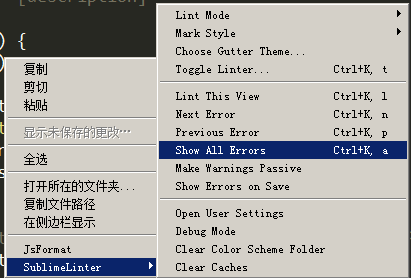 [description]
) {
复制
剪切
粘贴
显示未保存的更改…
全选
打开所在的文件夹...
复制文件路径
在侧边栏显示
JsFormat
SublimeLinter
Lint Mode
Mark Style
Choose Gutter Theme...
Toggle Linter... Ctrl+K, t
Lint This View Ctrl+K, l
Next Error Ctrl+K, n
Previous Error Ctrl+K, p
Show All Errors Ctrl+K, a
Make Warnings Passive
Show Errors on Save
Open User Settings
Debug Mode
Clear Color Scheme Folder
Clear Caches